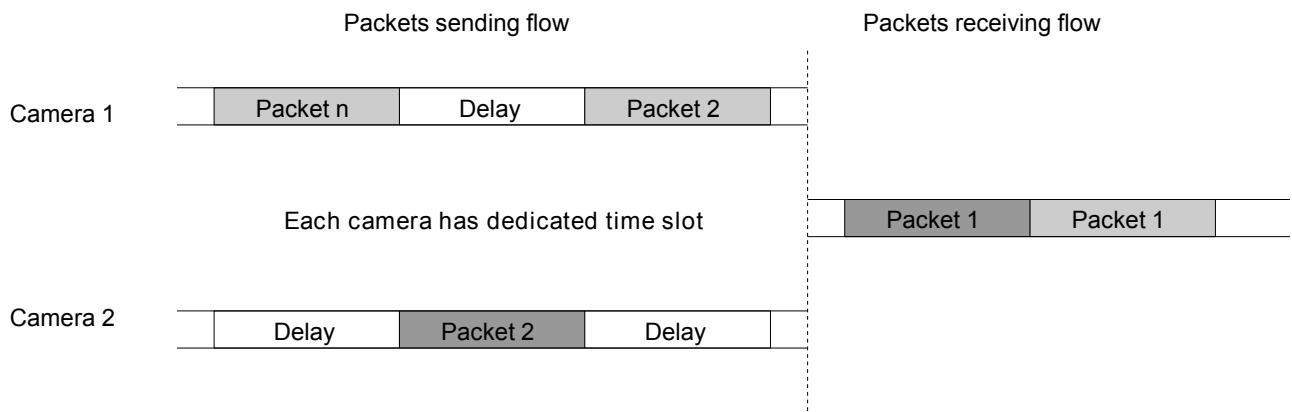 Packets sending flow
Packets receiving flow
Camera 1
Packet n
Delay
Packet 2
Each camera has dedicated time slot
Packet 1
Packet 1
Camera 2
Delay
Packet 2
Delay